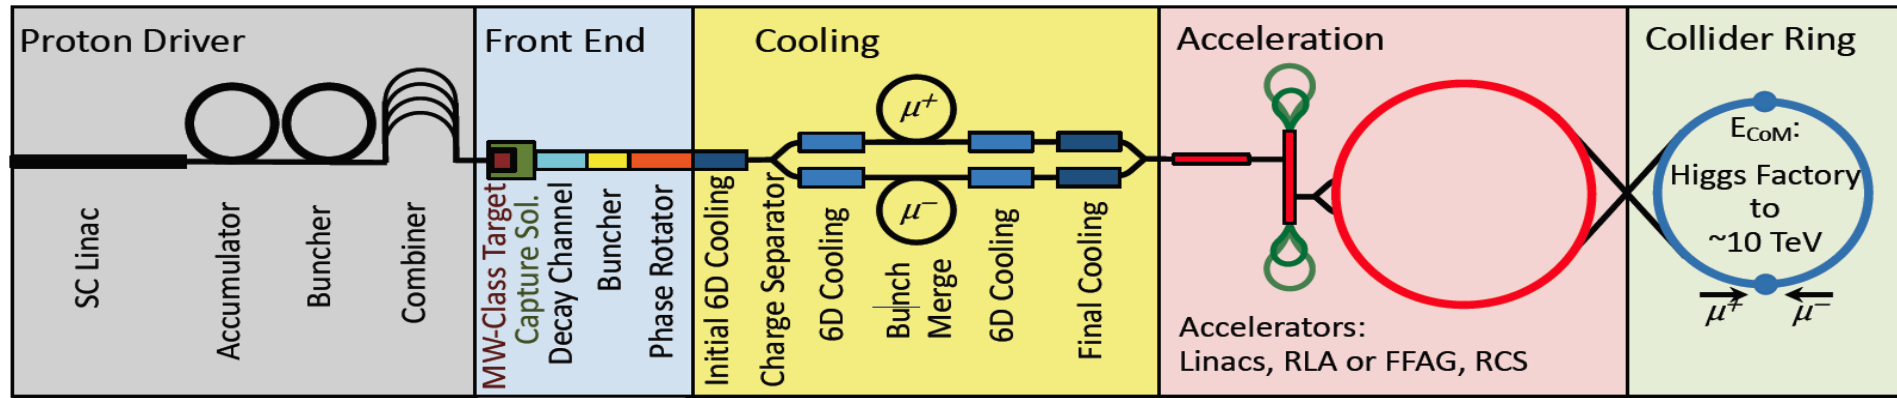 Proton Driver
Front End
Cooling
Acceleration
Collider Ring
SC Linac
Accumulator
Buncher
Combiner
MW-Class Target
Capture Sol.
Decay Channel
Buncher
Phase Rotator
Initial 6D Cooling
Charge Separator
6D Cooling
μ+
μ−
Bunch
Merge
6D Cooling
Final Cooling
Accelerators:
Linacs, RLA or FFAG, RCS
ECoM:
Higgs Factory
to
~10 TeV
μ+
μ−